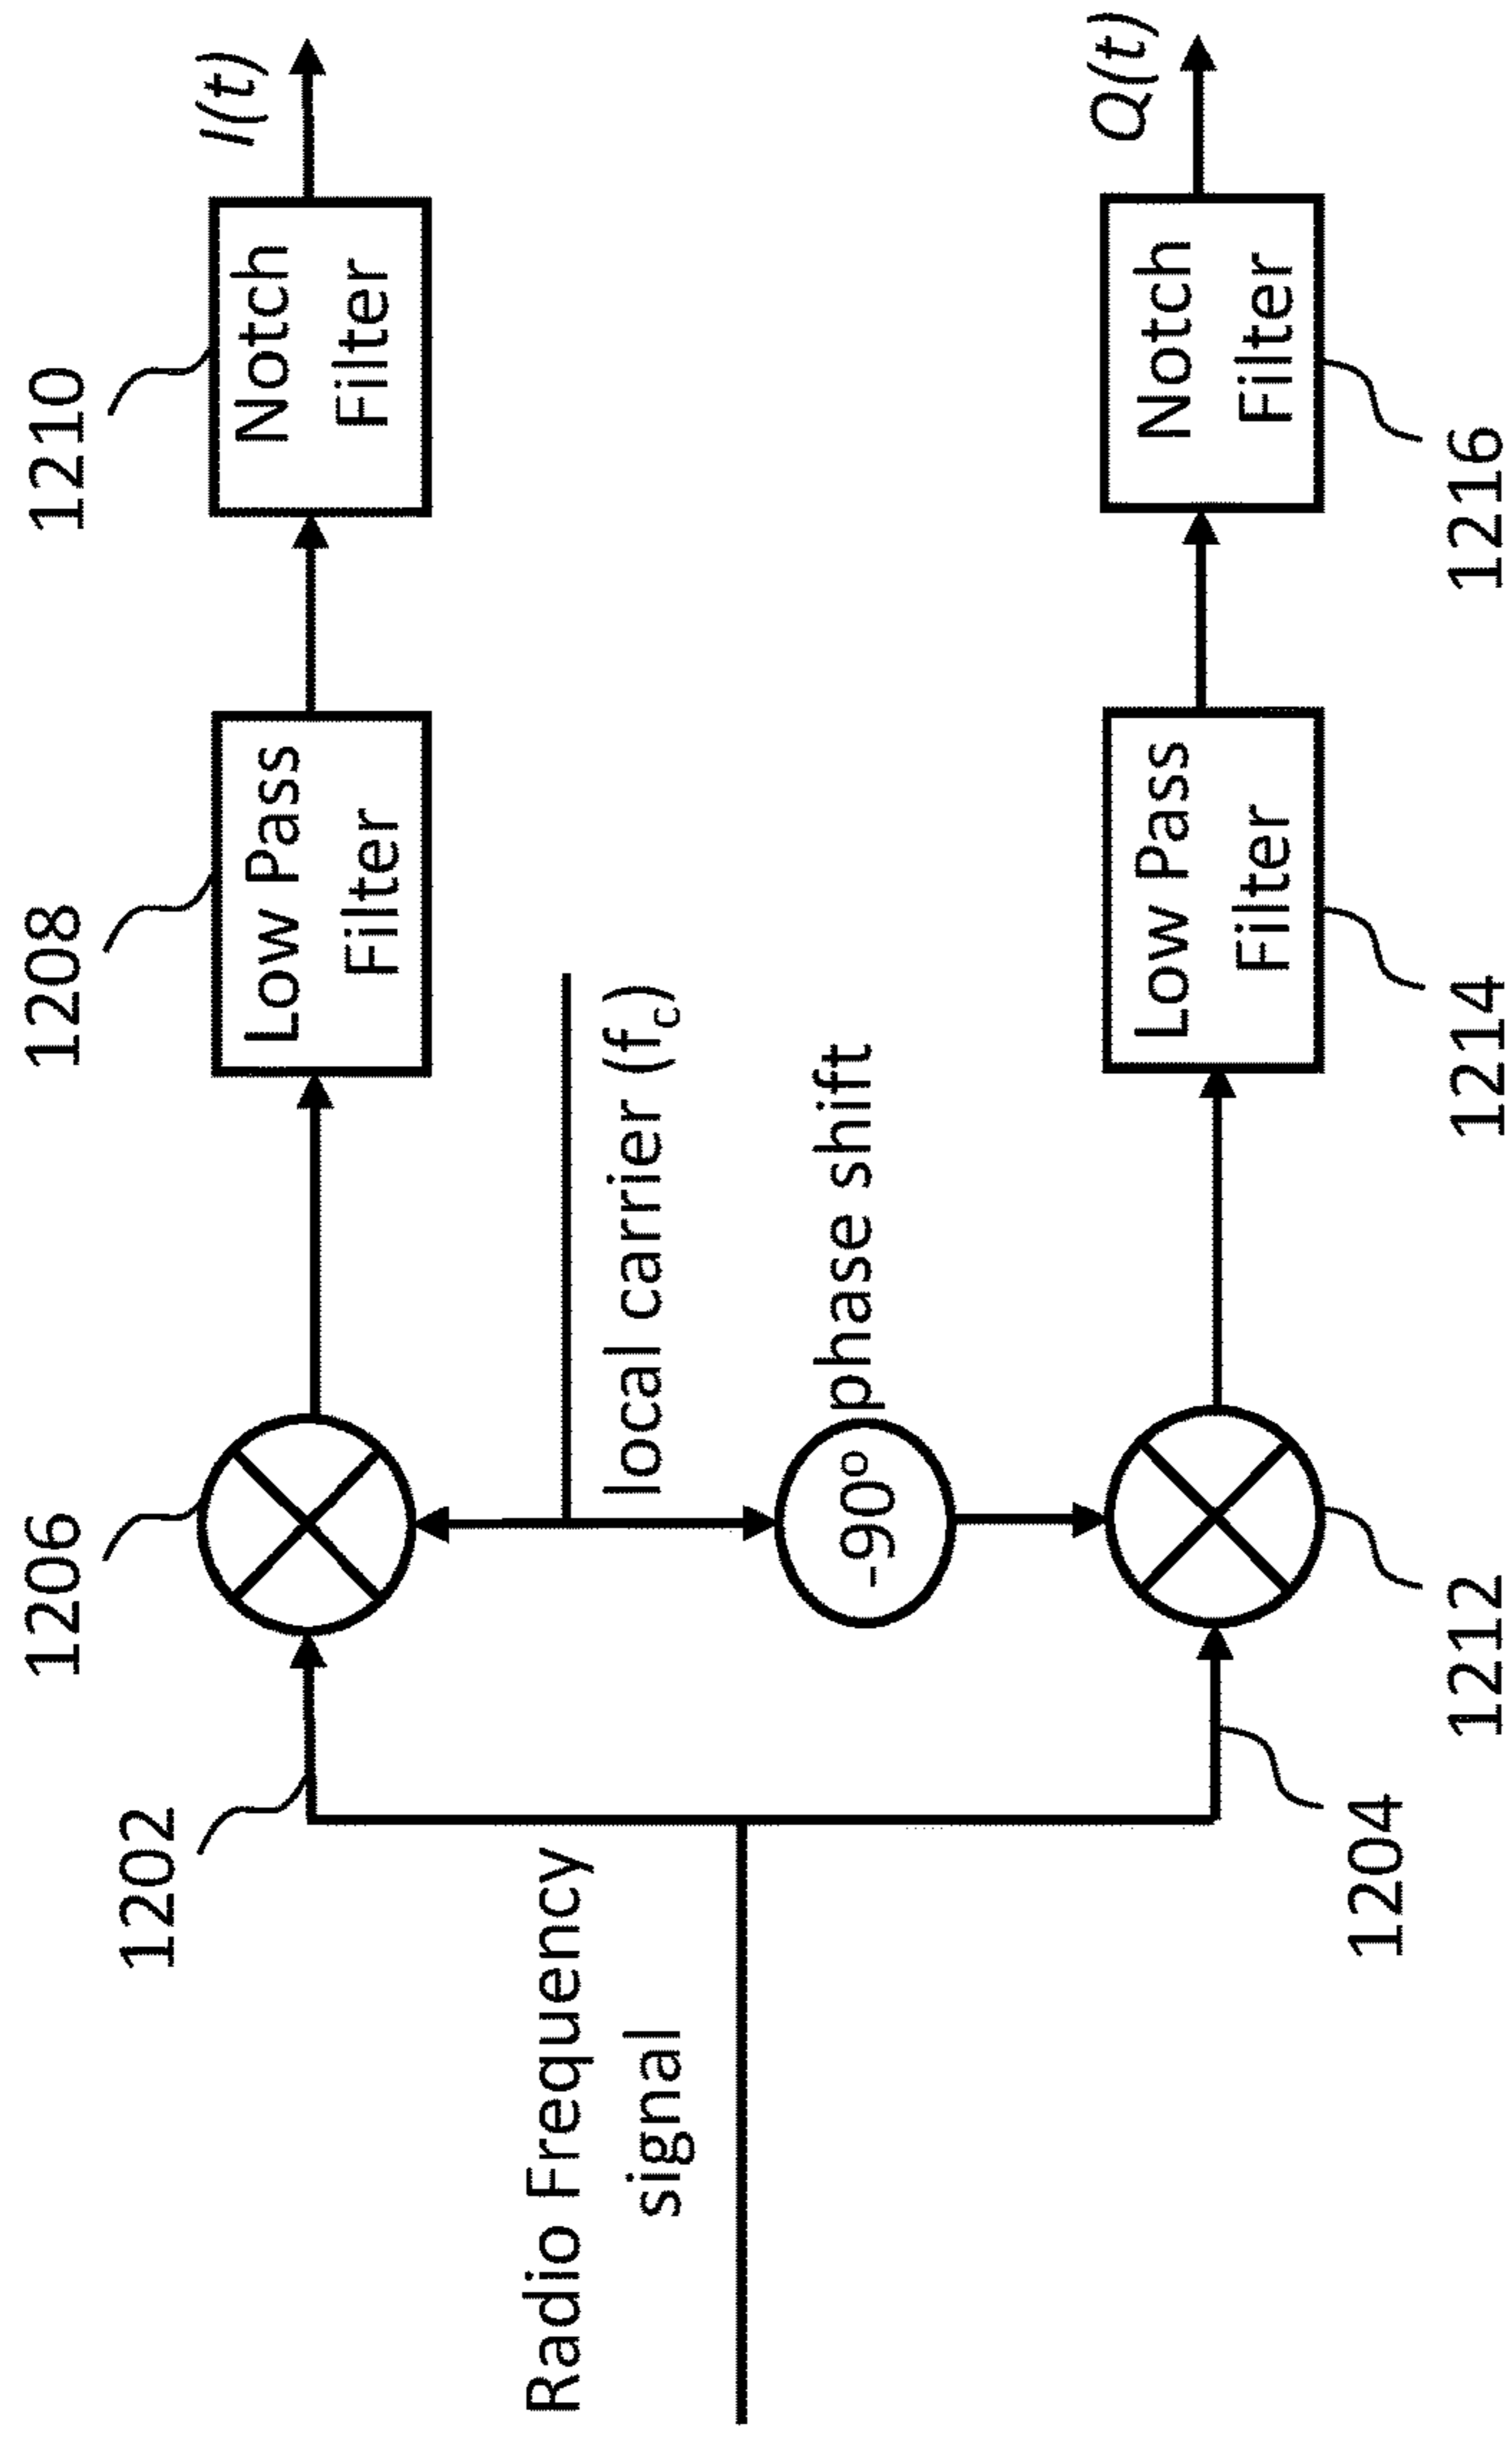 1202
1206
1208
1210
I(t)
Low Pass
Filter
Notch
Filter
Radio Frequency
signal
local carrier (fc)
-90º
phase shift
Q(t)
Low Pass
Filter
Notch
Filter
1204
1212
1214
1216